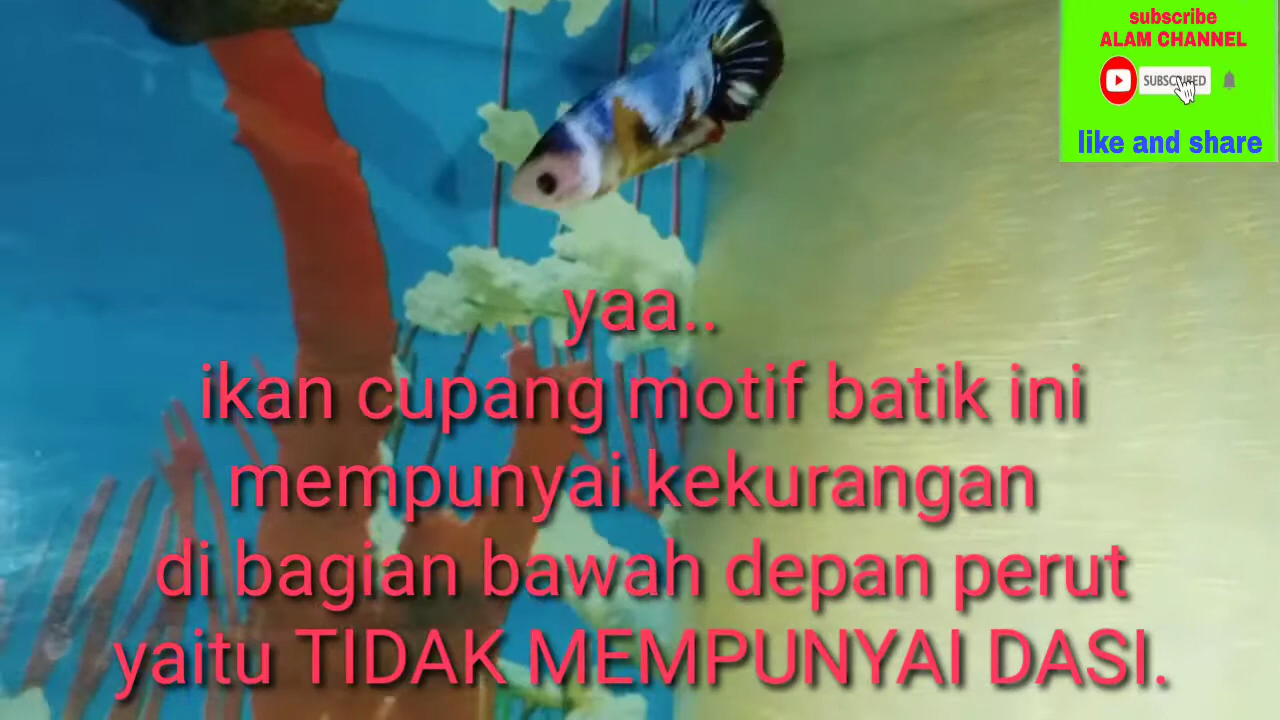 subscribe
ALAM CHANNEL
SUBSCRIBED
like and share
yaa..
ikan cupang motif batik ini
mempunyai kekurangan
di bagian bawah depan perut
yaitu TIDAK MEMPUNYAI DASI.